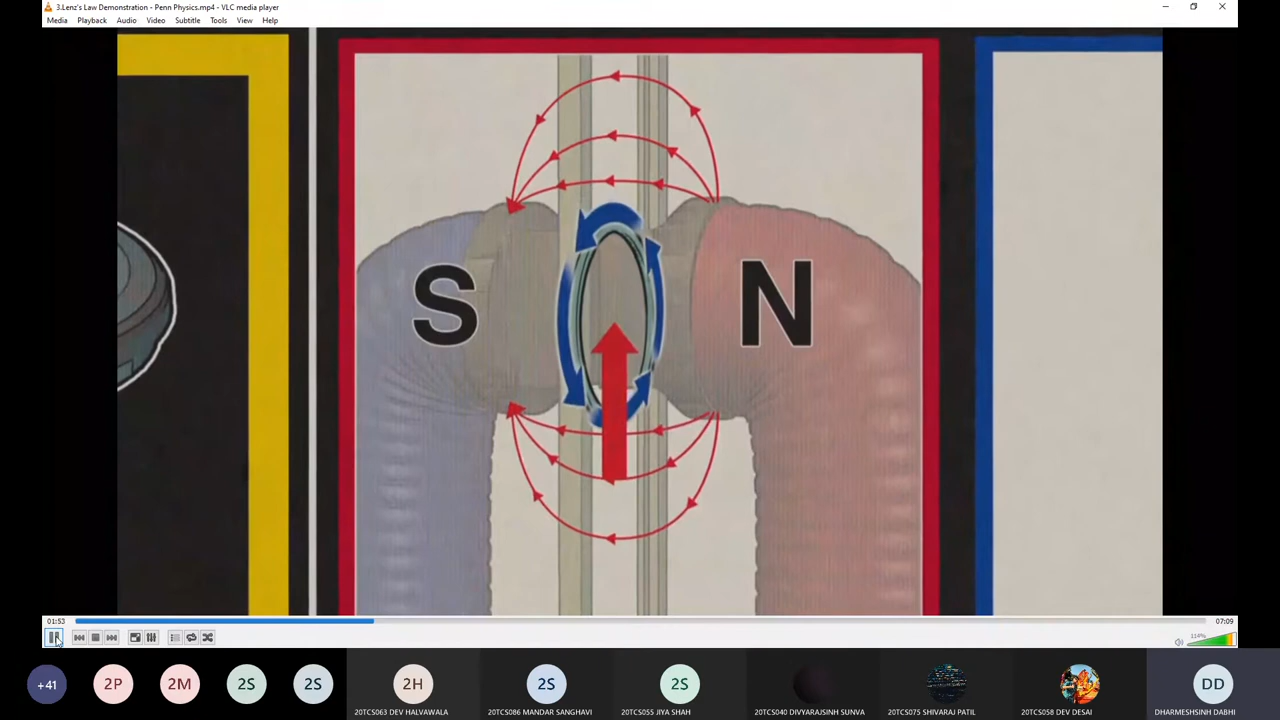 3.Lenz's Law Demonstration - Penn Physics.mp4 - VLC media player
Media Playback Audio Video Subtitle Tools View Help
S N
01:53 07:09
114%
+41 2P 2M 2S 2S 2H 2S 2S DD
20TCS063 DEV HALVAWALA 20TCS086 MANDAR SANGHAVI 20TCS055 JIYA SHAH 20TCS040 DIVYARAJSINH SUNVA 20TCS075 SHIVARAJ PATIL 20TCS058 DEV DESAI DHARMESHSINH DABHI